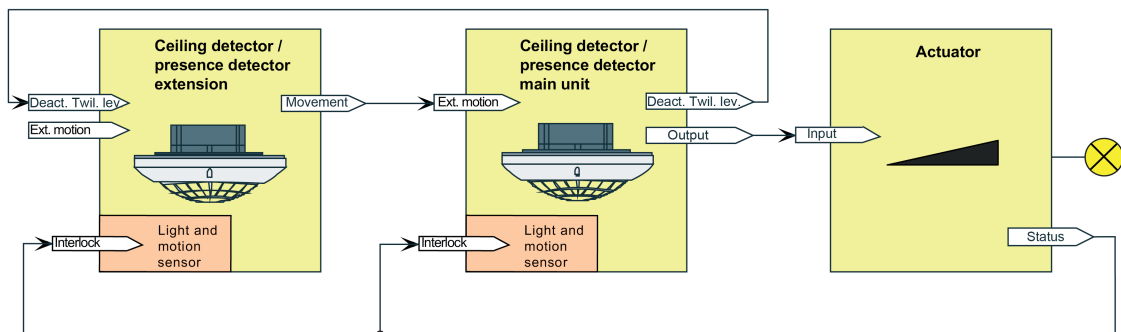 Ceiling detector /
presence detector
extension
Deact. Twil. lev.
Ext. motion
Movement
Interlock
Light and
motion
sensor
Ceiling detector /
presence detector
main unit
Ext. motion
Deact. Twil. lev.
Output
Interlock
Light and
motion
sensor
Actuator
Input
Status